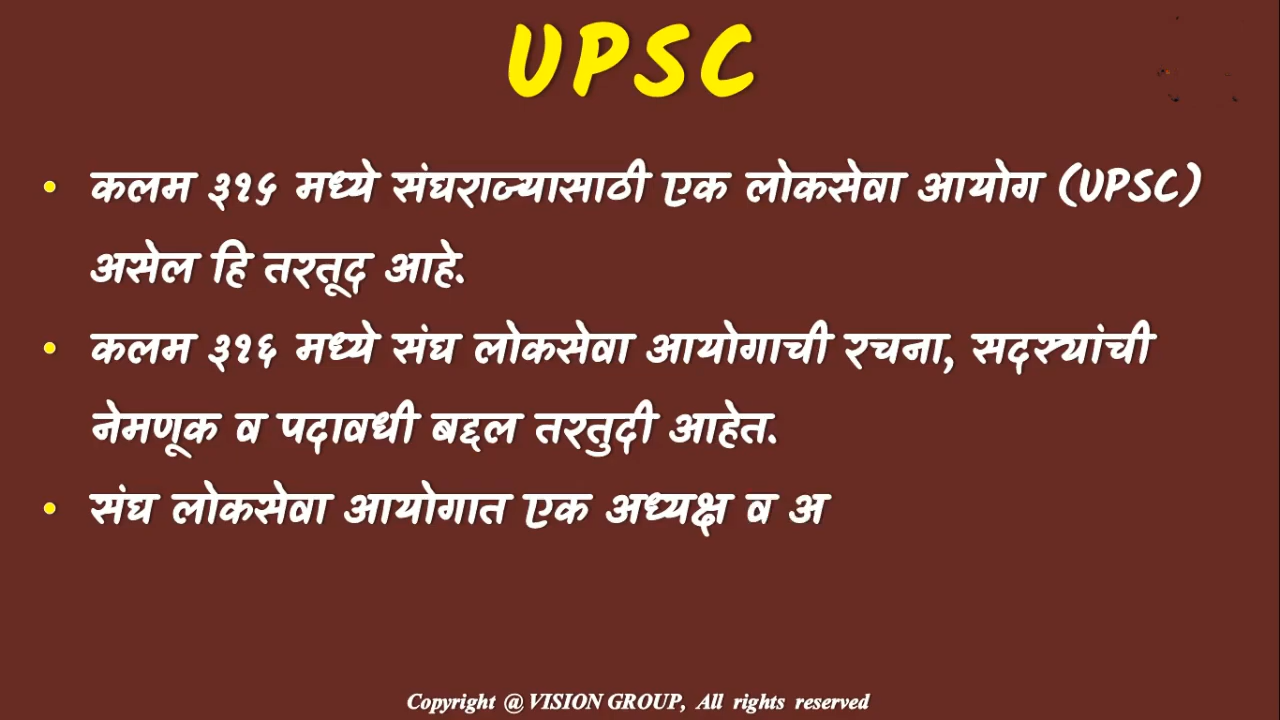 UPSC
• कलम ३१५ मध्ये संघराज्यासाठी एक लोकसेवा आयोग (UPSC)
असेल हि तरतूद आहे.
• कलम ३१६ मध्ये संघ लोकसेवा आयोगाची रचना, सदस्यांची
नेमणूक व पदावधी बद्दल तरतुदी आहेत.
• संघ लोकसेवा आयोगात एक अध्यक्ष व अ
Copyright @ VISION GROUP, All rights reserved